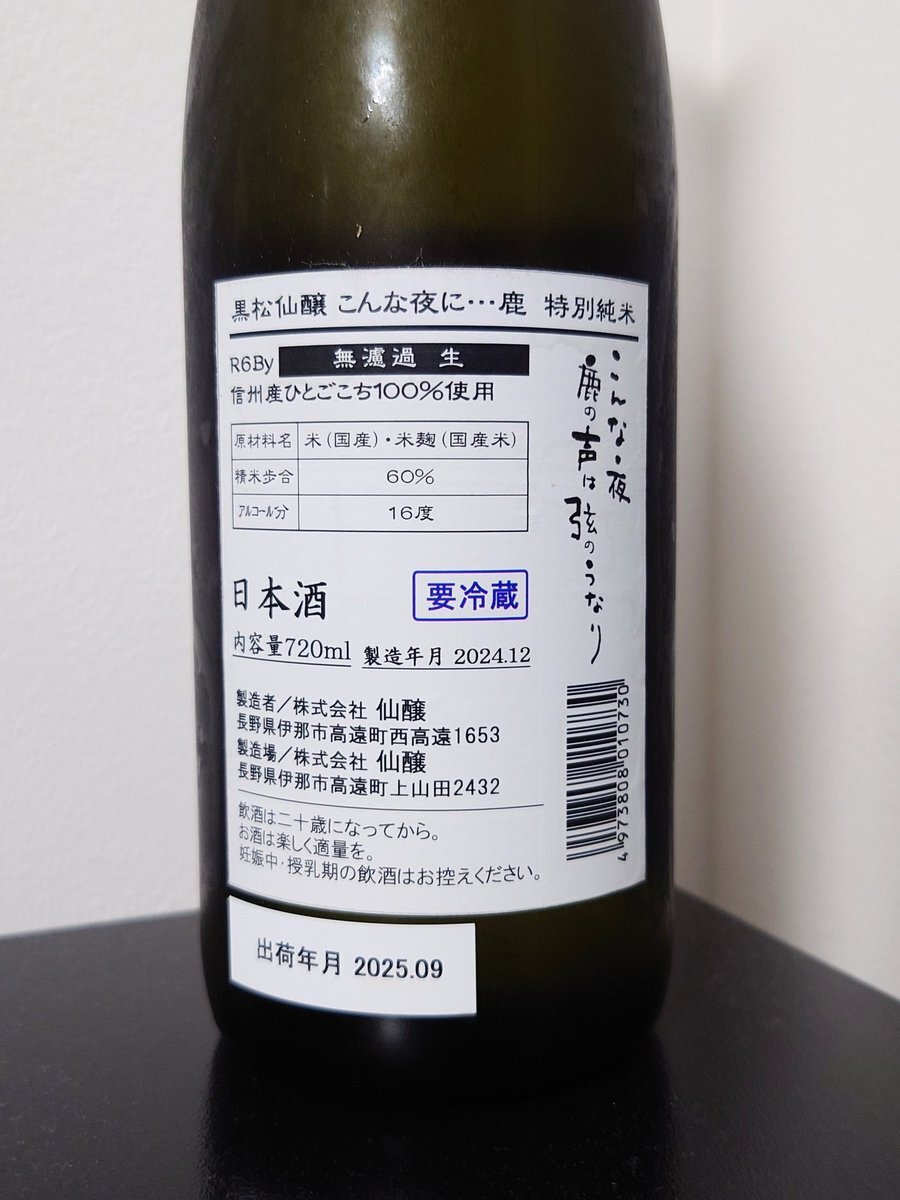 黒松仙醸 こんな夜に…鹿 特別純米
R6By 無濾過 生
信州産ひとごこち100%使用
原材料名 米(国産)・米麹(国産米)
精米歩合 60%
アルコール分 16度
日本酒 要冷蔵
内容量720ml 製造年月 2024.12
製造者/株式会社 仙醸
長野県伊那市高遠町西高遠1653
製造場/株式会社 仙醸
長野県伊那市高遠町上山田2432
飲酒は二十歳になってから。
お酒は楽しく適量を。
妊娠中・授乳期の飲酒はお控えください。
こんな・夜
鹿の声は弦のうなり
4973808010730
出荷年月 2025.09